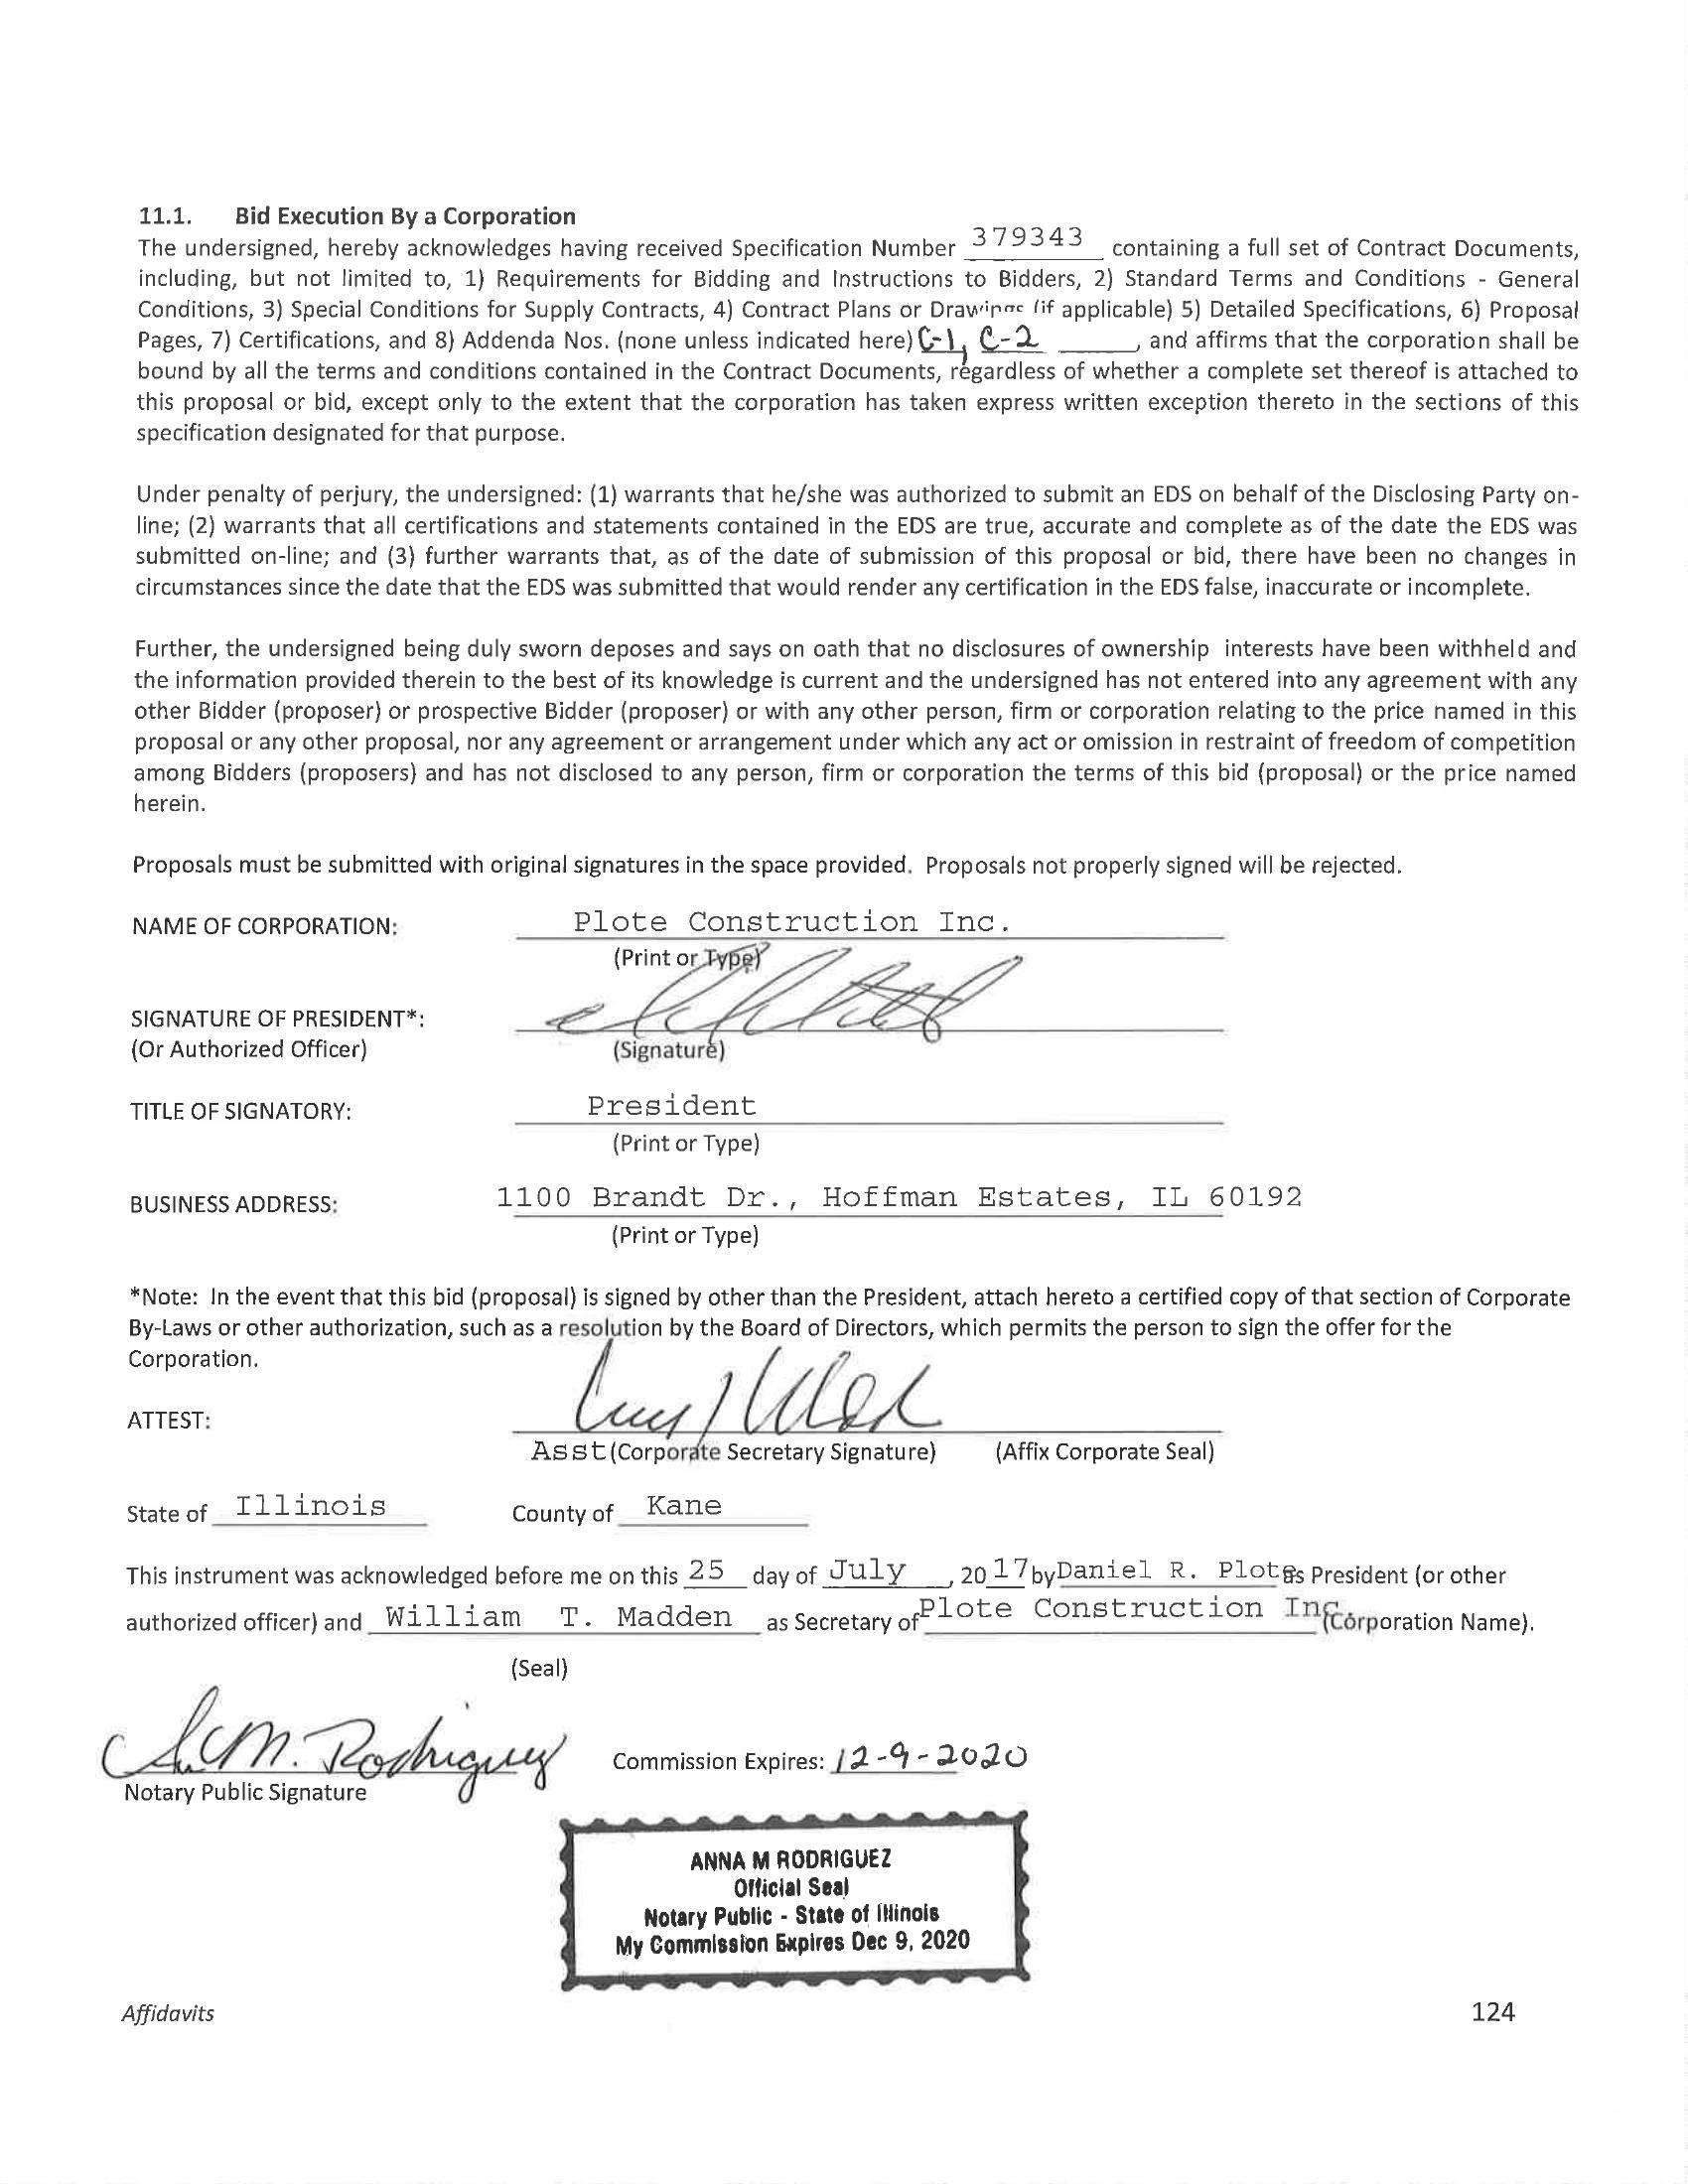 11.1. Bid Execution By a Corporation
The undersigned, hereby acknowledges having received Specification Number 379343 containing a full set of Contract Documents,
including, but not limited to, 1) Requirements for Bidding and Instructions to Bidders, 2) Standard Terms and Conditions - General
Conditions, 3) Special Conditions for Supply Contracts, 4) Contract Plans or Drawings (if applicable) 5) Detailed Specifications, 6) Proposal
Pages, 7) Certifications, and 8) Addenda Nos. (none unless indicated here) C-1, C-2 ______, and affirms that the corporation shall be
bound by all the terms and conditions contained in the Contract Documents, regardless of whether a complete set thereof is attached to
this proposal or bid, except only to the extent that the corporation has taken express written exception thereto in the sections of this
specification designated for that purpose.
Under penalty of perjury, the undersigned: (1) warrants that he/she was authorized to submit an EDS on behalf of the Disclosing Party on-
line; (2) warrants that all certifications and statements contained in the EDS are true, accurate and complete as of the date the EDS was
submitted on-line; and (3) further warrants that, as of the date of submission of this proposal or bid, there have been no changes in
circumstances since the date that the EDS was submitted that would render any certification in the EDS false, inaccurate or incomplete.
Further, the undersigned being duly sworn deposes and says on oath that no disclosures of ownership interests have been withheld and
the information provided therein to the best of its knowledge is current and the undersigned has not entered into any agreement with any
other Bidder (proposer) or prospective Bidder (proposer) or with any other person, firm or corporation relating to the price named in this
proposal or any other proposal, nor any agreement or arrangement under which any act or omission in restraint of freedom of competition
among Bidders (proposers) and has not disclosed to any person, firm or corporation the terms of this bid (proposal) or the price named
herein.
Proposals must be submitted with original signatures in the space provided. Proposals not properly signed will be rejected.
NAME OF CORPORATION: Plote Construction Inc.
(Print or Type)
SIGNATURE OF PRESIDENT*:
(Or Authorized Officer) (Signature)
TITLE OF SIGNATORY: President
(Print or Type)
BUSINESS ADDRESS: 1100 Brandt Dr., Hoffman Estates, IL 60192
(Print or Type)
*Note: In the event that this bid (proposal) is signed by other than the President, attach hereto a certified copy of that section of Corporate
By-Laws or other authorization, such as a resolution by the Board of Directors, which permits the person to sign the offer for the
Corporation.
ATTEST:
Asst (Corporate Secretary Signature) (Affix Corporate Seal)
State of Illinois County of Kane
This instrument was acknowledged before me on this 25 day of July, 2017 by Daniel R. Plote as President (or other
authorized officer) and William T. Madden as Secretary of Plote Construction Inc. (Corporation Name).
(Seal)
A.M. Rodriguez Commission Expires: 12-9-2020
Notary Public Signature
ANNA M RODRIGUEZ
Official Seal
Notary Public - State of Illinois
My Commission Expires Dec 9, 2020
Affidavits 124